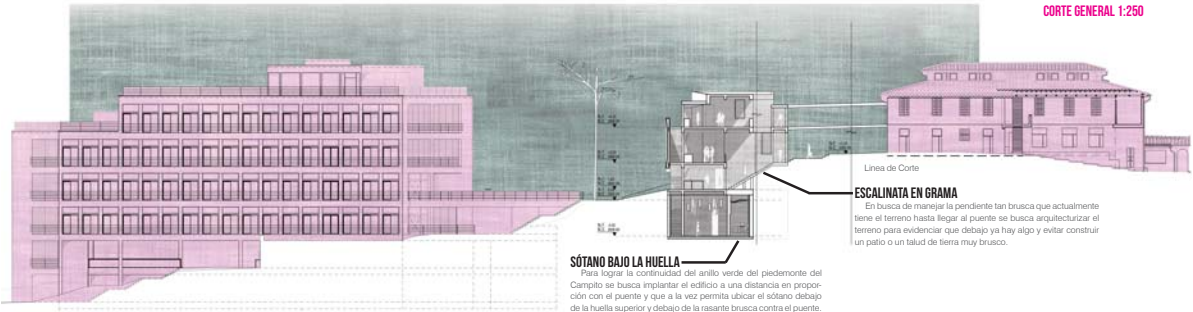 CORTE GENERAL 1:250
Linea de Corte
ESCALINATA EN GRAMA
En busca de manejar la pendiente tan brusca que actualmente
tiene el terreno hasta llegar al puente se busca arquitecturizar el
terreno para evidenciar que debajo ya hay algo y evitar construir
un patio o un talud de tierra muy brusco.
SÓTANO BAJO LA HUELLA
Para lograr la continuidad del anillo verde del piedemonte del
Campito se busca implantar el edificio a una distancia en propor-
ción con el puente y que a la vez permita ubicar el sótano debajo
de la huella superior y debajo de la rasante brusca contra el puente.